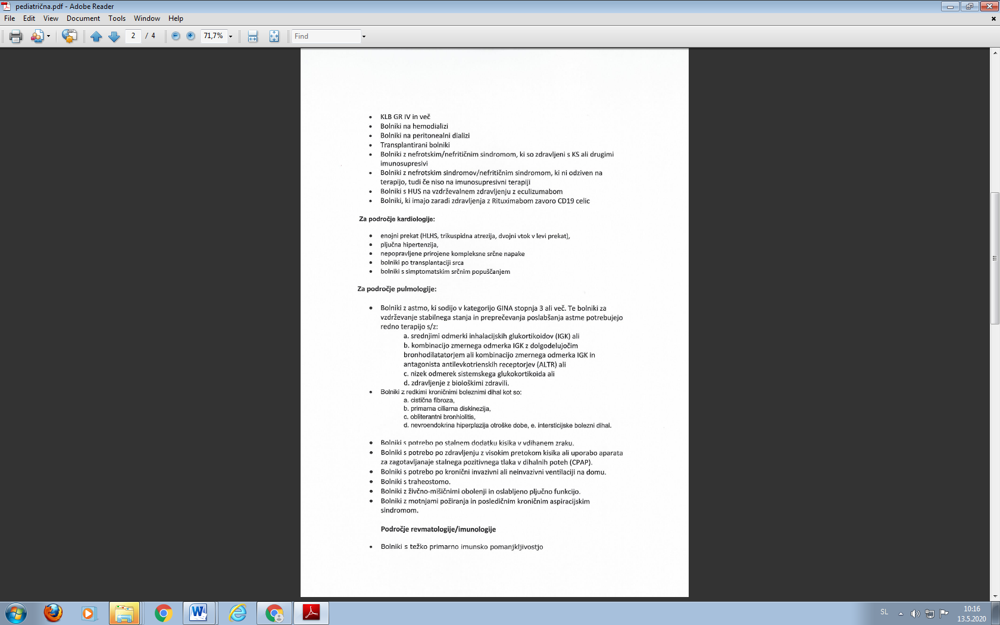 pediatrična.pdf - Adobe Reader
File Edit View Document Tools Window Help
2 / 4 71,7% Find
• KLB GR IV in več
• Bolniki na hemodializi
• Bolniki na peritonealni dializi
• Transplantirani bolniki
• Bolniki z nefrotskim/nefritičnim sindromom, ki so zdravljeni s KS ali drugimi
imunosupresivi
• Bolniki z nefrotskim sindromov/nefritičnim sindromom, ki ni odziven na
terapijo, tudi če niso na imunosupresivni terapiji
• Bolniki s HUS na vzdrževalnem zdravljenju z eculizumabom
• Bolniki, ki imajo zaradi zdravljenja z Rituximabom zavoro CD19 celic
Za področje kardiologije:
• enojni prekat (HLHS, trikuspidna atrezija, dvojni vtok v levi prekat),
• pljučna hipertenzija,
• nepopravljene prirojene kompleksne srčne napake
• bolniki po transplantaciji srca
• bolniki s simptomatskim srčnim popuščanjem
Za področje pulmologije:
• Bolniki z astmo, ki sodijo v kategorijo GINA stopnja 3 ali več. Te bolniki za
vzdrževanje stabilnega stanja in preprečevanja poslabšanja astme potrebujejo
redno terapijo s/z:
a. srednjimi odmerki inhalacijskih glukortikoidov (IGK) ali
b. kombinacijo zmernega odmerka IGK z dolgodelujočim
bronhodilatatorjem ali kombinacijo zmernega odmerka IGK in
antagonista antilevkotrienskih receptorjev (ALTR) ali
c. nizek odmerek sistemskega glukokortikoida ali
d. zdravljenje z biološkimi zdravili.
• Bolniki z redkimi kroničnimi boleznimi dihal kot so:
a. cistična fibroza,
b. primarna ciliarna diskinezija,
c. obliterantni bronhiolitis,
d. nevroendokrina hiperplazija otroške dobe, e. intersticijske bolezni dihal.
• Bolniki s potrebo po stalnem dodatku kisika v vdihanem zraku.
• Bolniki s potrebo po zdravljenju z visokim pretokom kisika ali uporabo aparata
za zagotavljanaje stalnega pozitivnega tlaka v dihalnih poteh (CPAP).
• Bolniki s potrebo po kronični invazivni ali neinvazivni ventilaciji na domu.
• Bolniki s traheostomo.
• Bolniki z živčno-mišičnimi obolenji in oslabljeno pljučno funkcijo.
• Bolniki z motnjami požiranja in posledičnim kroničnim aspiracijskim
sindromom.
Področje revmatologije/imunologije
• Bolniki s težko primarno imunsko pomanjkljivostjo
SL 10:16
13.5.2020